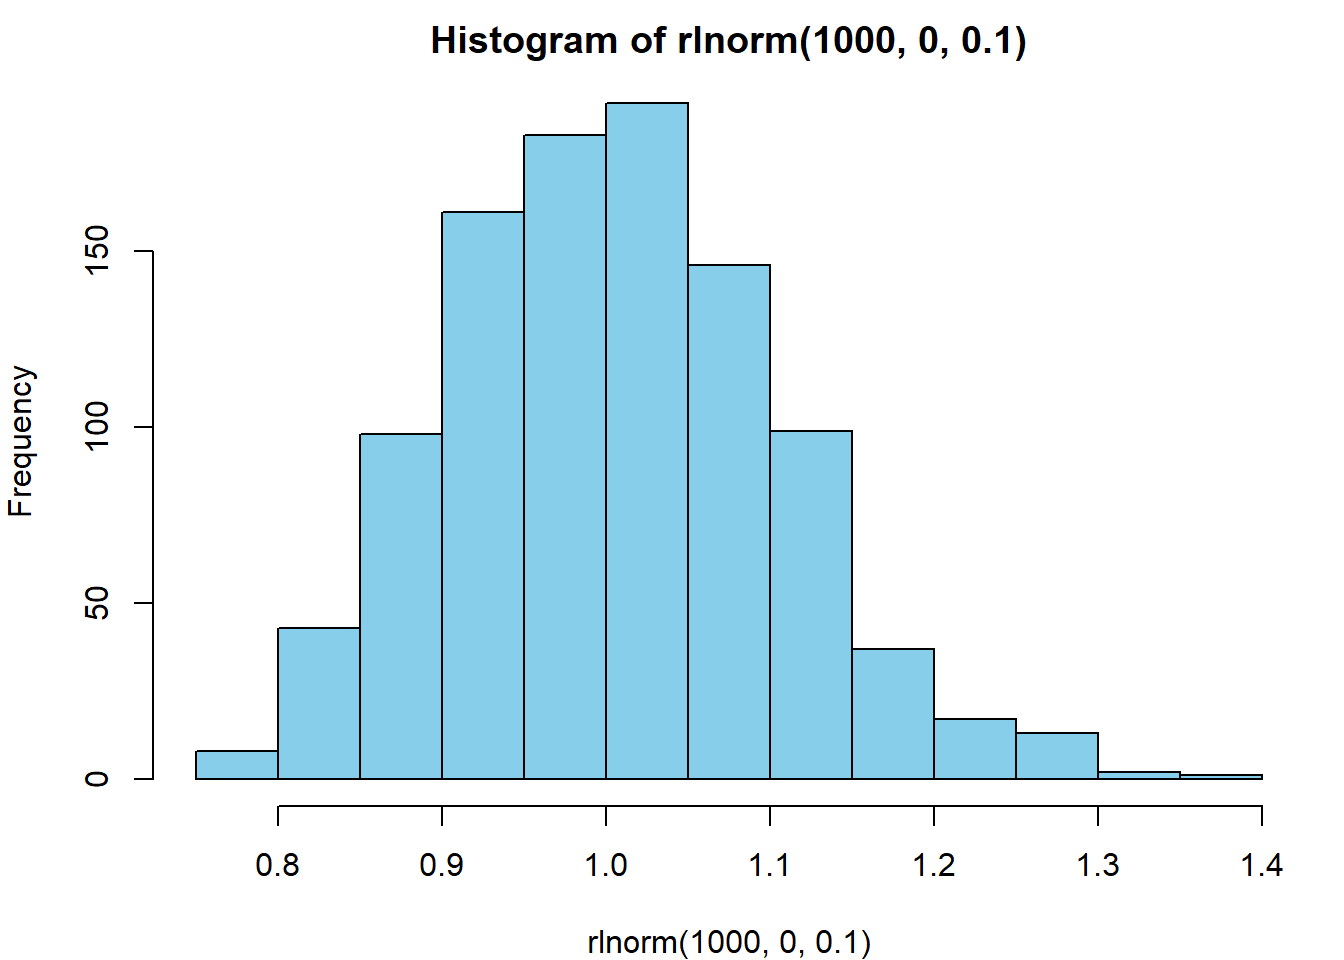 Histogram of rlnorm(1000, 0, 0.1)
Frequency
150
100
50
0
0.8 0.9 1.0 1.1 1.2 1.3 1.4
rlnorm(1000, 0, 0.1)